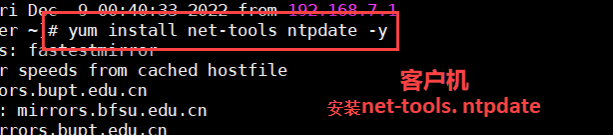 ri Dec  9 00:40:33 2022 from 192.168.7.1
er ~]# yum install net-tools ntpdate -y
s: fastestmirror
r speeds from cached hostfile
ors.bupt.edu.cn
: mirrors.bfsu.edu.cn
ors.bupt.edu.cn
客户机
安装net-tools. ntpdate